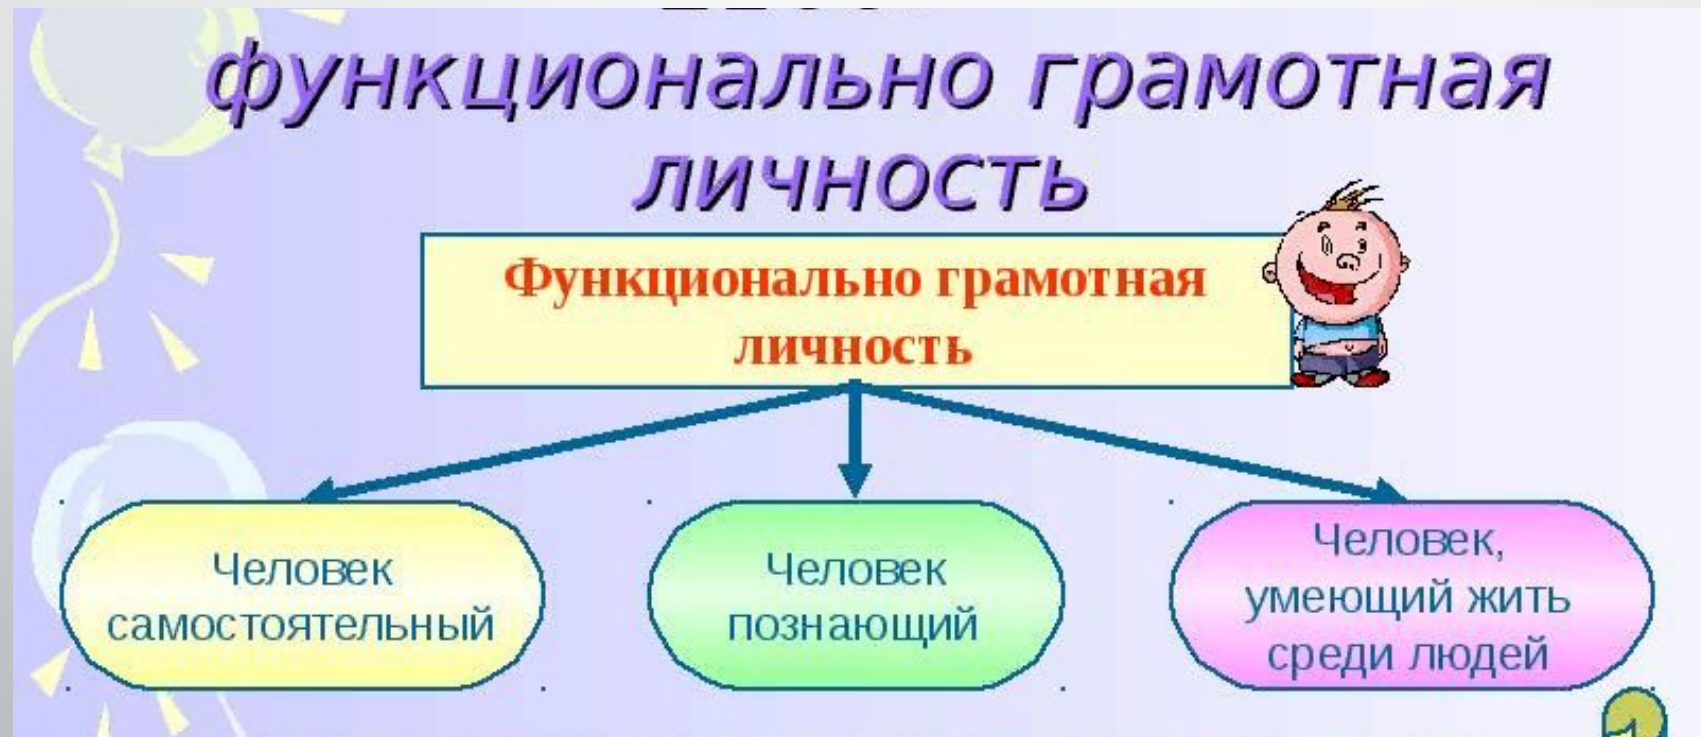 функционально грамотная
личность
Функционально грамотная
личность
Человек
самостоятельный
Человек
познающий
Человек,
умеющий жить
среди людей